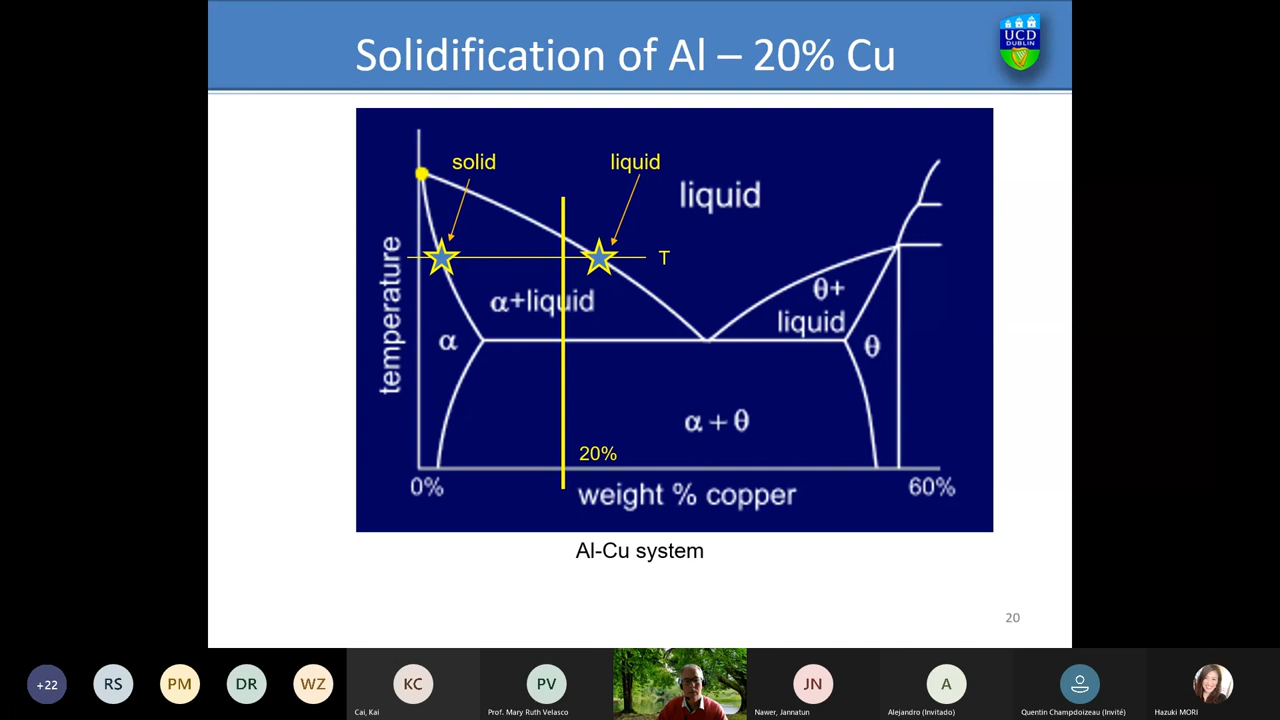 Solidification of Al – 20% Cu
UCD
DUBLIN
solid
liquid
liquid
T
temperature
α+liquid
θ+
liquid
α
θ
α + θ
20%
0%
weight % copper
60%
Al-Cu system
20
+22
RS
PM
DR
WZ
KC
PV
JN
A
Cai, Kai
Prof. Mary Ruth Velasco
Nawer, Jannatun
Alejandro (Invitado)
Quentin Champdoizeau (Invité)
Hazuki MORI